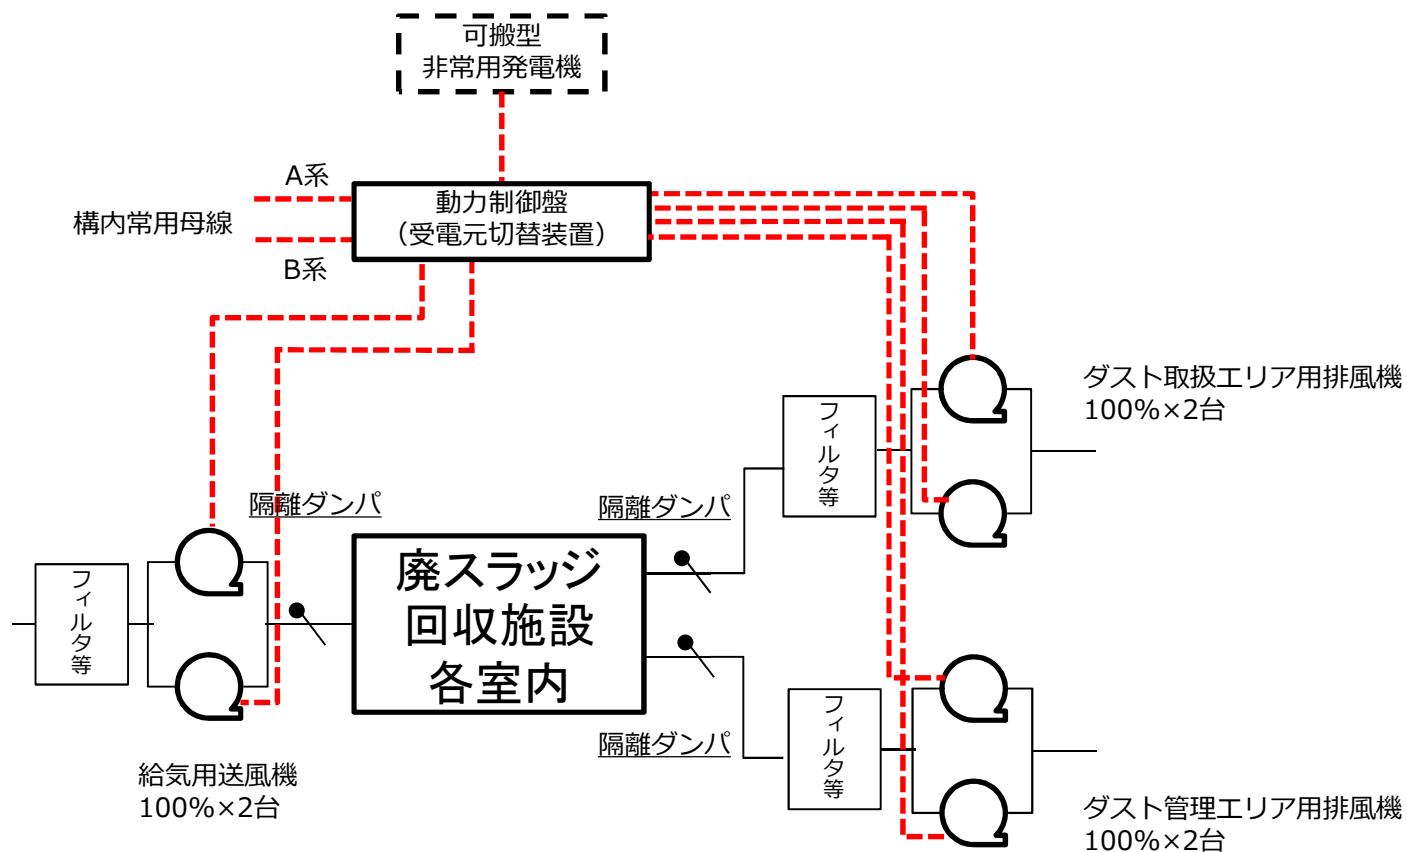 可搬型
非常用発電機
A系
構内常用母線
B系
動力制御盤
（受電元切替装置）
ダスト取扱エリア用排風機
100%×2台
フィルタ等
隔離ダンパ
隔離ダンパ
廃スラッジ
回収施設
各室内
フィルタ等
隔離ダンパ
フィルタ等
給気用送風機
100%×2台
ダスト管理エリア用排風機
100%×2台